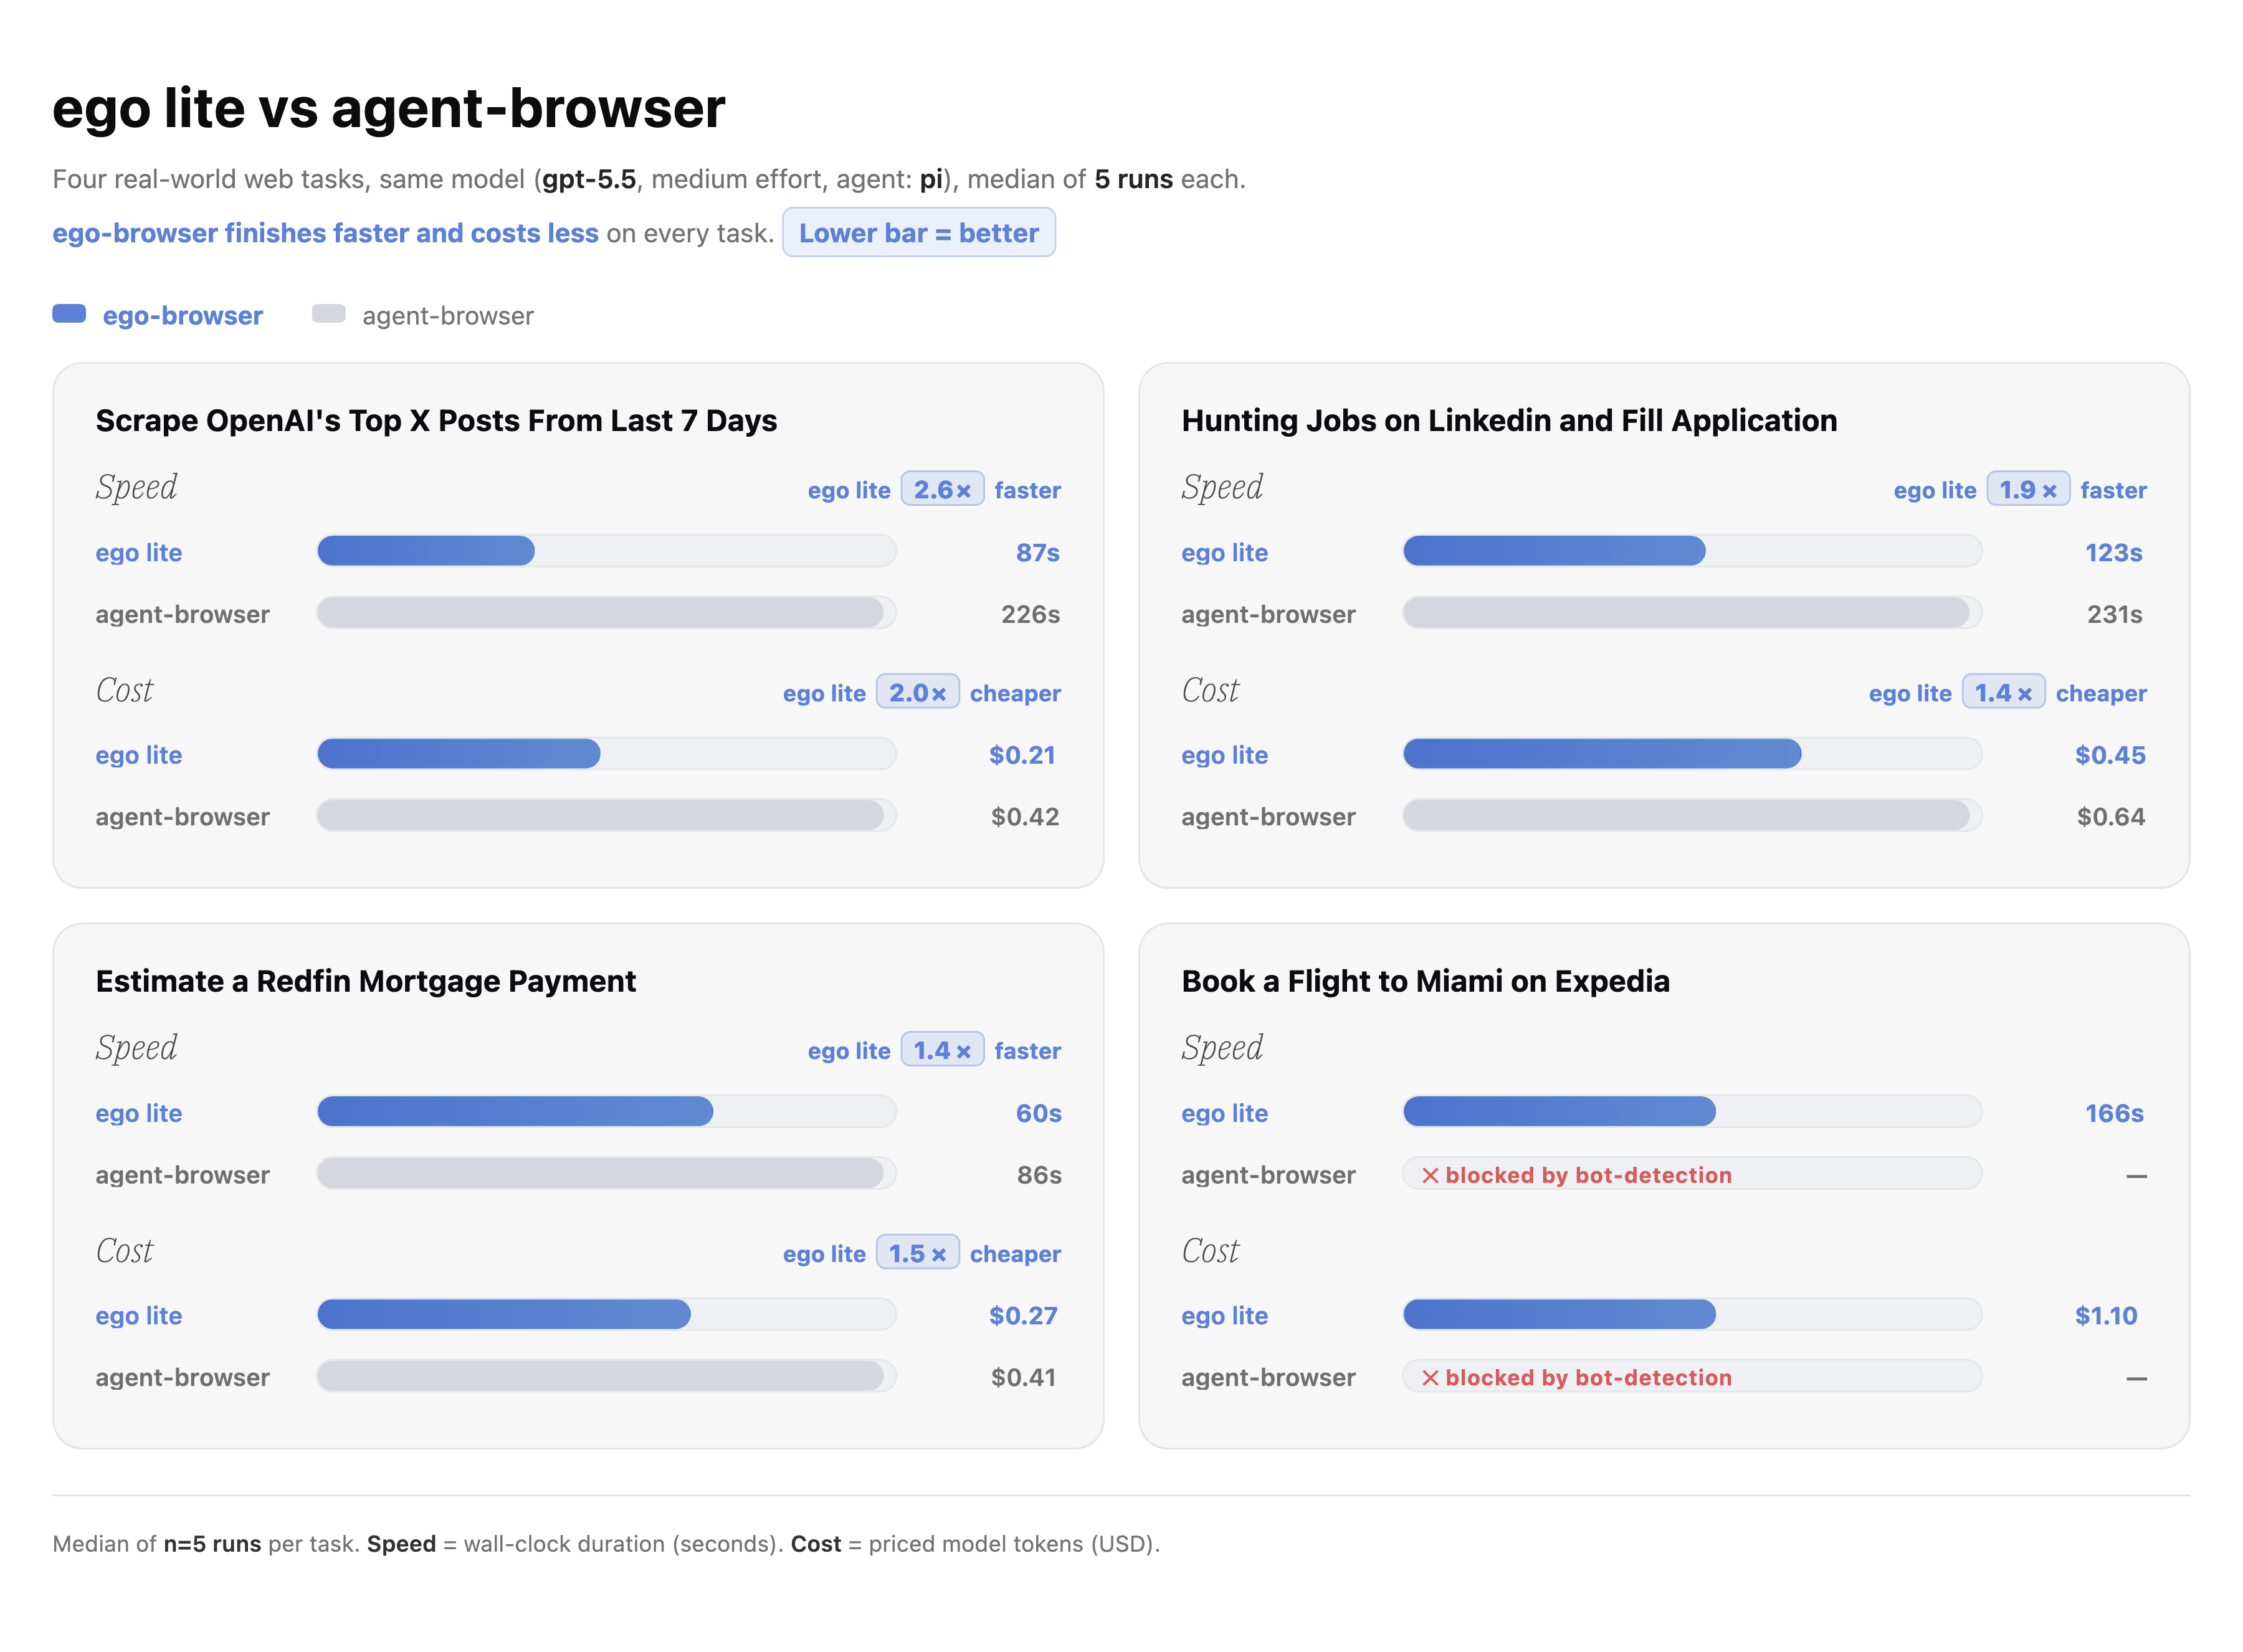 ego lite vs agent-browser
Four real-world web tasks, same model (gpt-5.5, medium effort, agent: pi), median of 5 runs each.
ego-browser finishes faster and costs less on every task. Lower bar = better
ego-browser agent-browser
Scrape OpenAI's Top X Posts From Last 7 Days
Speed ego lite 2.6× faster
ego lite 87s
agent-browser 226s
Cost ego lite 2.0× cheaper
ego lite $0.21
agent-browser $0.42
Hunting Jobs on Linkedin and Fill Application
Speed ego lite 1.9× faster
ego lite 123s
agent-browser 231s
Cost ego lite 1.4× cheaper
ego lite $0.45
agent-browser $0.64
Estimate a Redfin Mortgage Payment
Speed ego lite 1.4× faster
ego lite 60s
agent-browser 86s
Cost ego lite 1.5× cheaper
ego lite $0.27
agent-browser $0.41
Book a Flight to Miami on Expedia
Speed
ego lite 166s
agent-browser ✕ blocked by bot-detection —
Cost
ego lite $1.10
agent-browser ✕ blocked by bot-detection —
Median of n=5 runs per task. Speed = wall-clock duration (seconds). Cost = priced model tokens (USD).